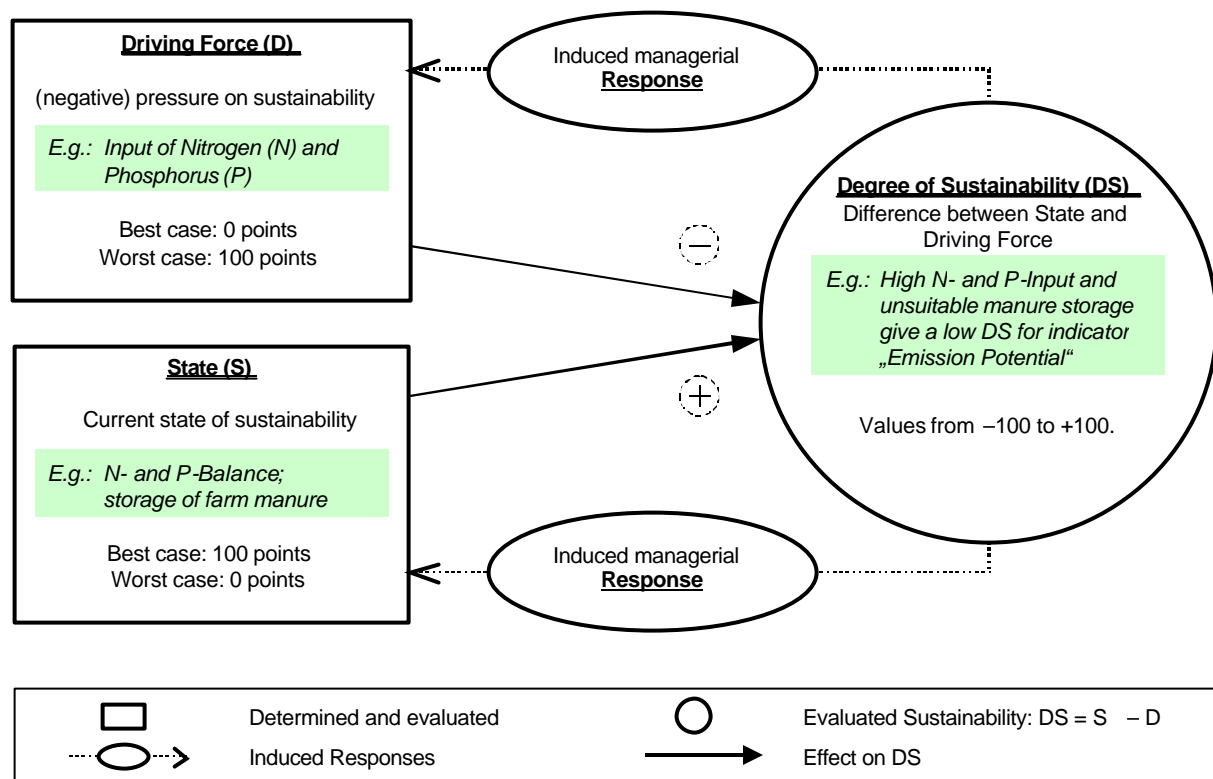 Driving Force (D)
(negative) pressure on sustainability
E.g.: Input of Nitrogen (N) and
Phosphorus (P)
Best case: 0 points
Worst case: 100 points
Induced managerial
Response
Degree of Sustainability (DS)
Difference between State and
Driving Force
E.g.: High N- and P-Input and
unsuitable manure storage
give a low DS for indicator
„Emission Potential“
Values from –100 to +100.
−
+
State (S)
Current state of sustainability
E.g.: N- and P-Balance;
storage of farm manure
Best case: 100 points
Worst case: 0 points
Induced managerial
Response
Determined and evaluated
Evaluated Sustainability: DS = S – D
Induced Responses
Effect on DS